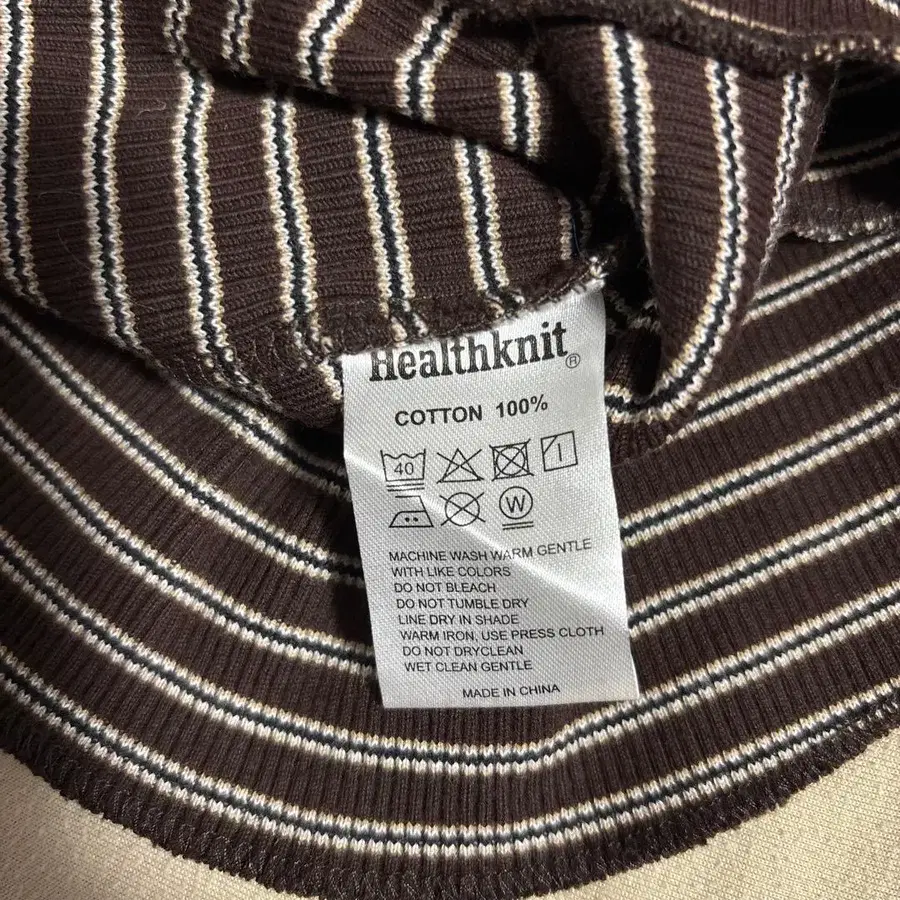 Healthknit®
COTTON 100%
40
W
MACHINE WASH WARM GENTLE
WITH LIKE COLORS
DO NOT BLEACH
DO NOT TUMBLE DRY
LINE DRY IN SHADE
WARM IRON, USE PRESS CLOTH
DO NOT DRYCLEAN
WET CLEAN GENTLE
MADE IN CHINA